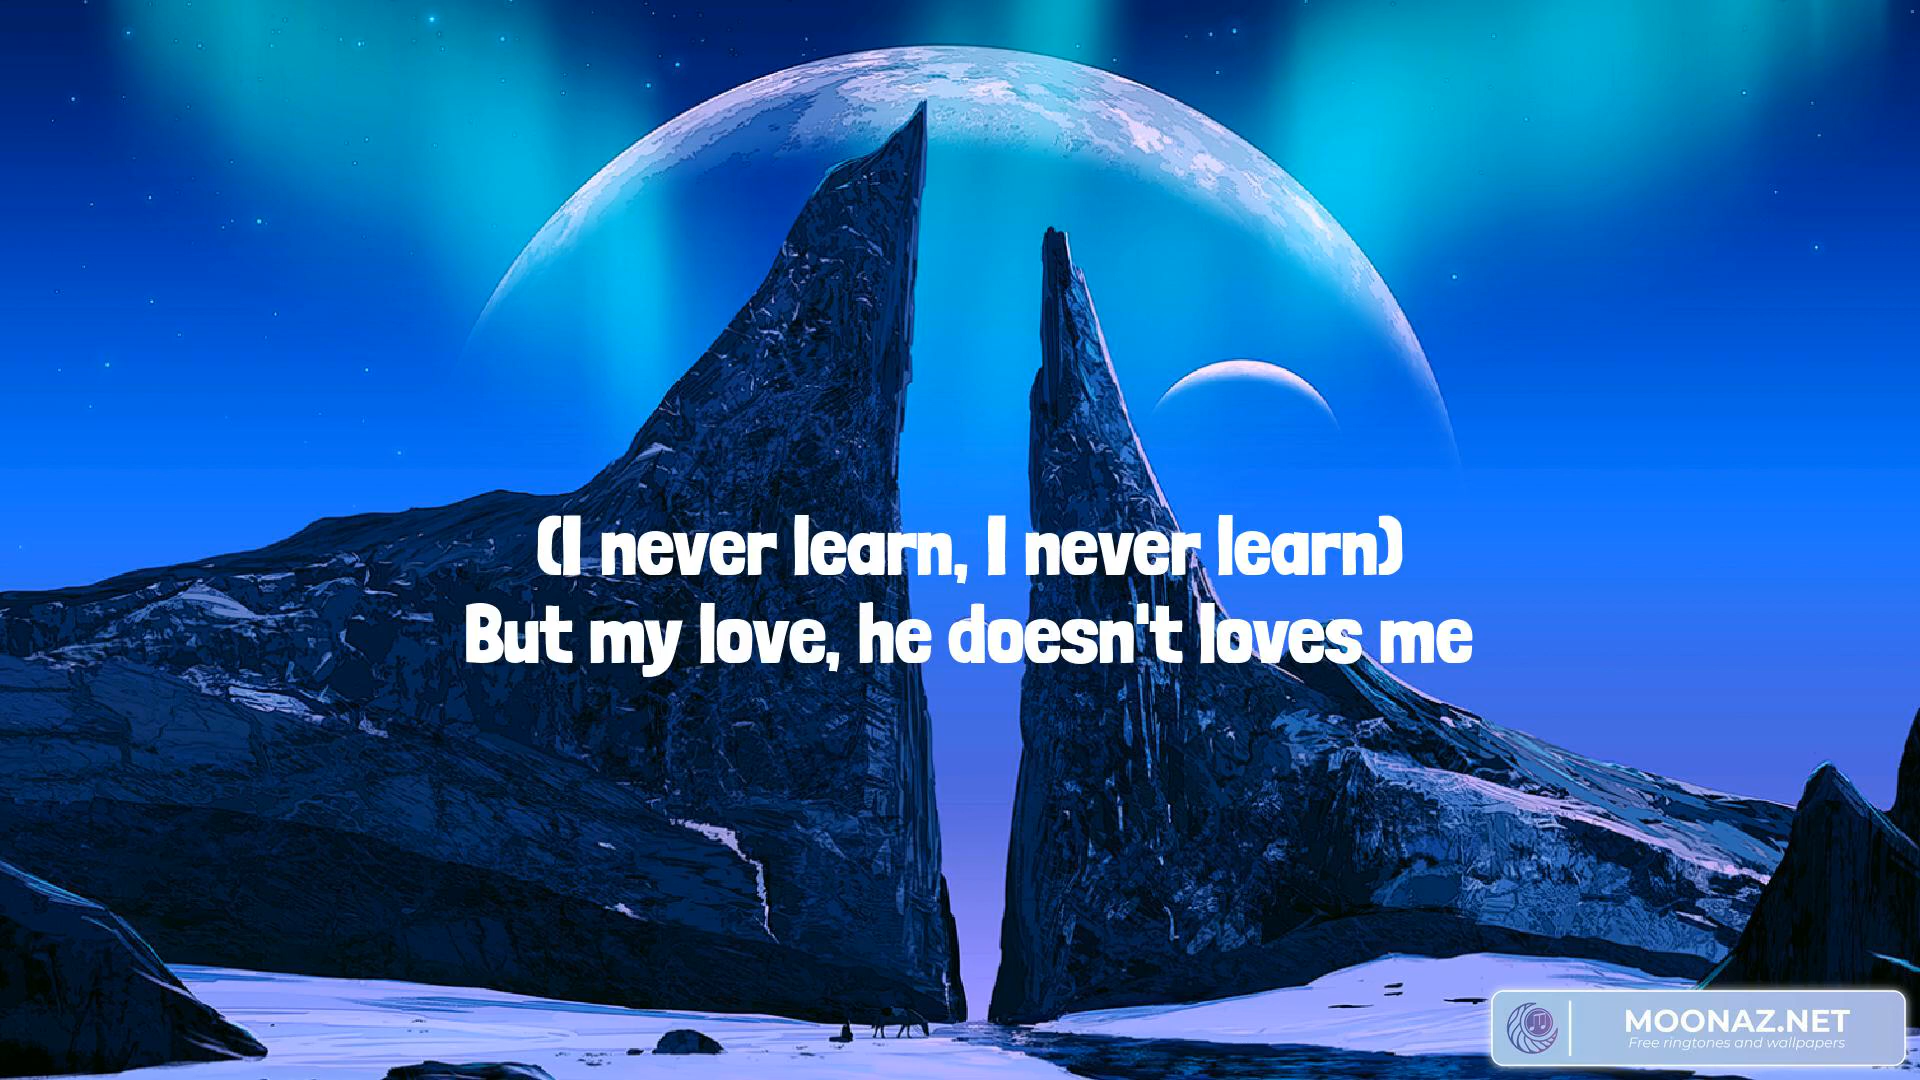 (I never learn, I never learn)
But my love, he doesn't loves me
MOONAZ.NET
Free ringtones and wallpapers